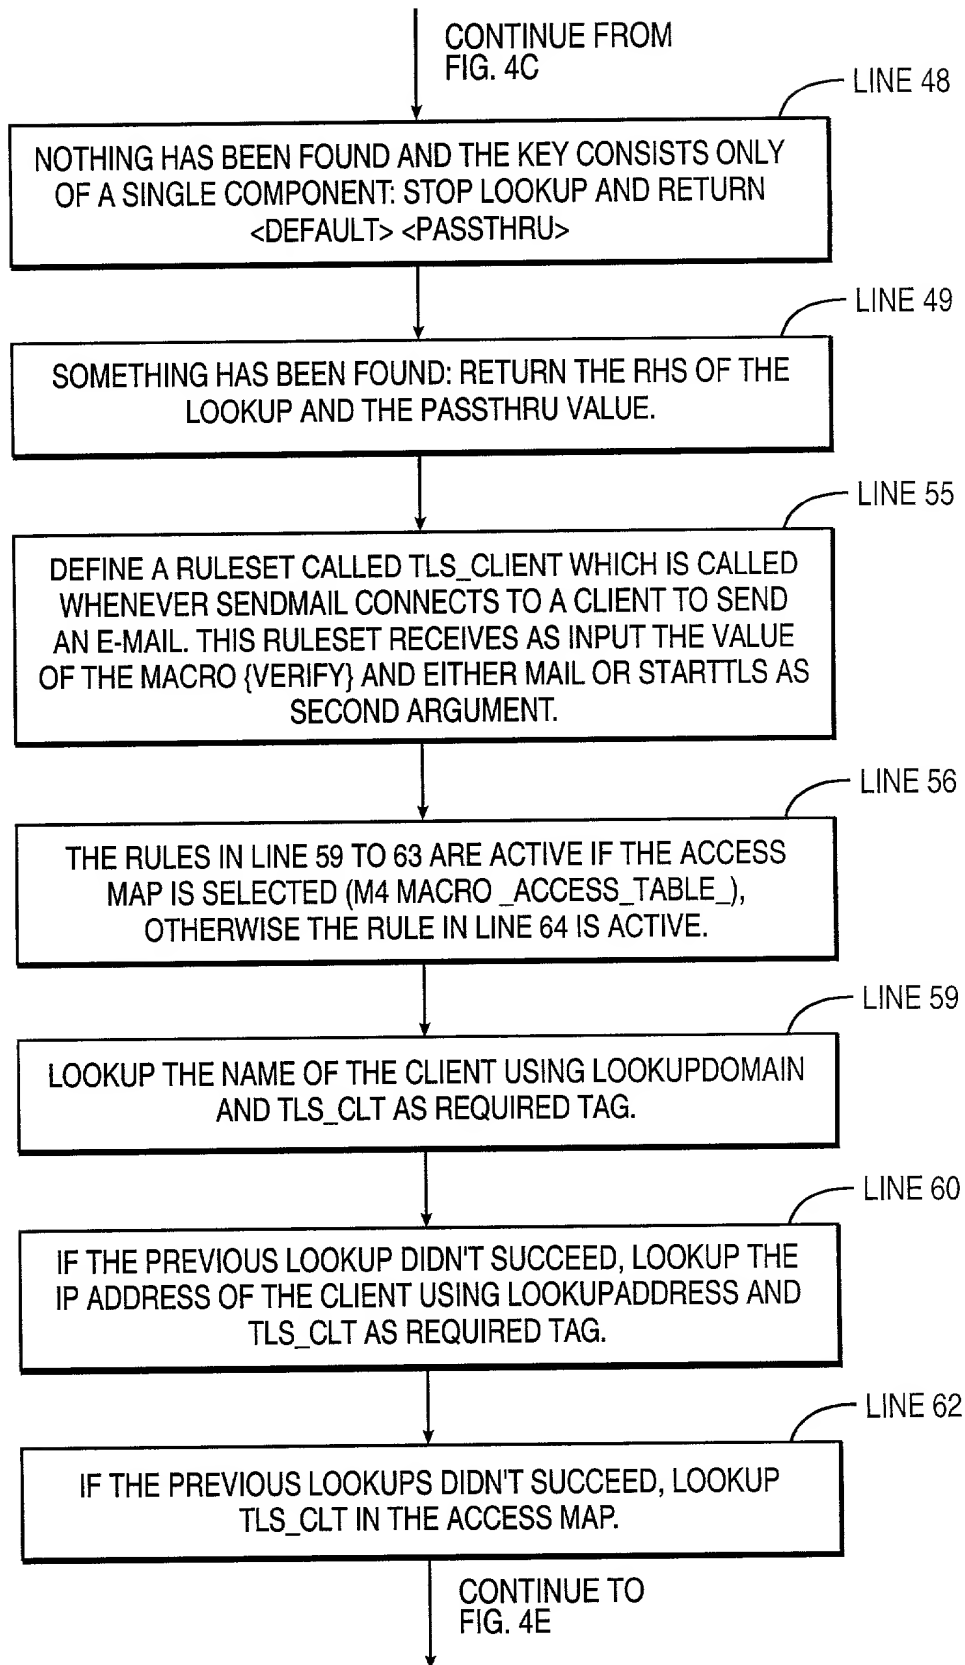 CONTINUE FROM
FIG. 4C
LINE 48
NOTHING HAS BEEN FOUND AND THE KEY CONSISTS ONLY
OF A SINGLE COMPONENT: STOP LOOKUP AND RETURN
<DEFAULT> <PASSTHRU>
LINE 49
SOMETHING HAS BEEN FOUND: RETURN THE RHS OF THE
LOOKUP AND THE PASSTHRU VALUE.
LINE 55
DEFINE A RULESET CALLED TLS_CLIENT WHICH IS CALLED
WHENEVER SENDMAIL CONNECTS TO A CLIENT TO SEND
AN E-MAIL. THIS RULESET RECEIVES AS INPUT THE VALUE
OF THE MACRO {VERIFY} AND EITHER MAIL OR STARTTLS AS
SECOND ARGUMENT.
LINE 56
THE RULES IN LINE 59 TO 63 ARE ACTIVE IF THE ACCESS
MAP IS SELECTED (M4 MACRO _ACCESS_TABLE_),
OTHERWISE THE RULE IN LINE 64 IS ACTIVE.
LINE 59
LOOKUP THE NAME OF THE CLIENT USING LOOKUPDOMAIN
AND TLS_CLT AS REQUIRED TAG.
LINE 60
IF THE PREVIOUS LOOKUP DIDN'T SUCCEED, LOOKUP THE
IP ADDRESS OF THE CLIENT USING LOOKUPADDRESS AND
TLS_CLT AS REQUIRED TAG.
LINE 62
IF THE PREVIOUS LOOKUPS DIDN'T SUCCEED, LOOKUP
TLS_CLT IN THE ACCESS MAP.
CONTINUE TO
FIG. 4E